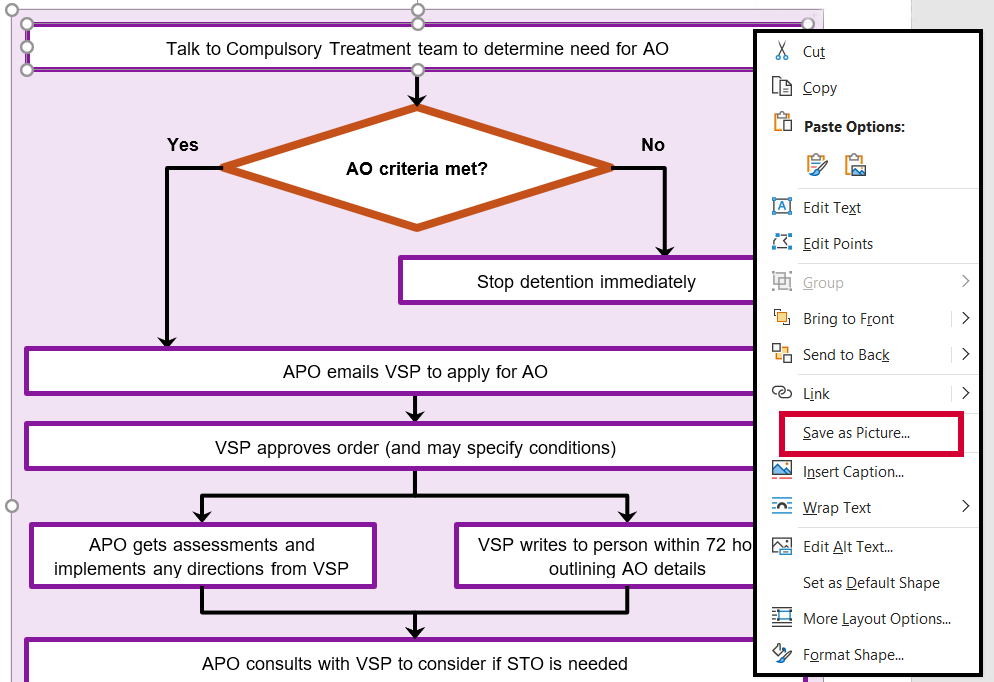 Talk to Compulsory Treatment team to determine need for AO
Yes
No
AO criteria met?
Stop detention immediately
APO emails VSP to apply for AO
VSP approves order (and may specify conditions)
APO gets assessments and
implements any directions from VSP
VSP writes to person within 72 ho
outlining AO details
APO consults with VSP to consider if STO is needed
Cut
Copy
Paste Options:
Edit Text
Edit Points
Group
Bring to Front
Send to Back
Link
Save as Picture...
Insert Caption...
Wrap Text
Edit Alt Text...
Set as Default Shape
More Layout Options...
Format Shape...